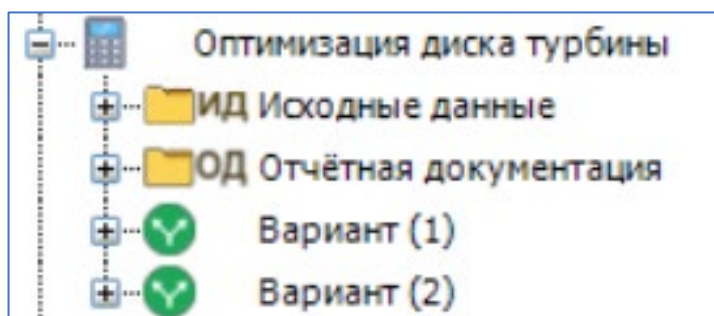 Оптимизация диска турбины
ИД Исходные данные
ОД Отчётная документация
Вариант (1)
Вариант (2)